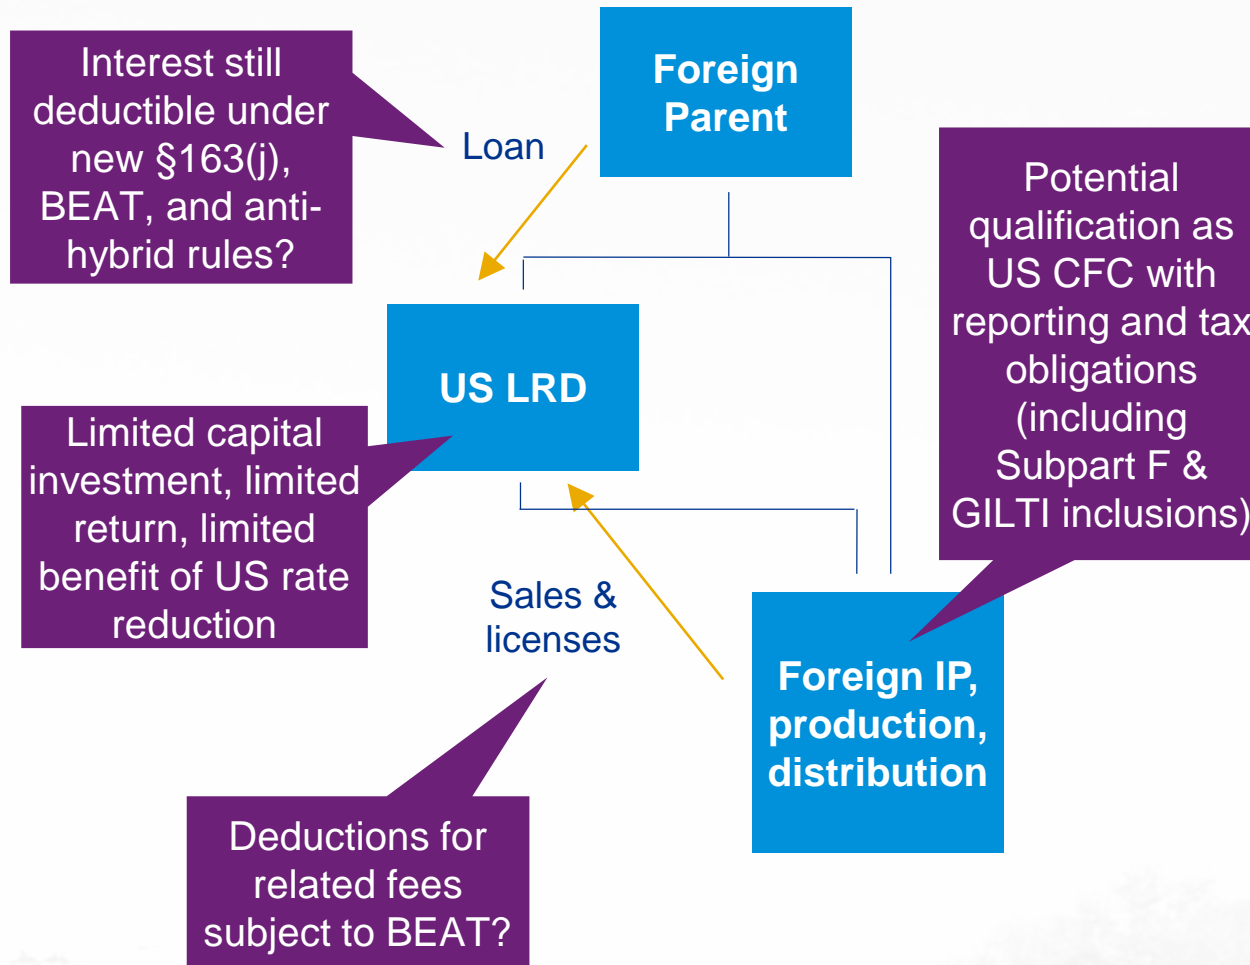 Interest still
deductible under
new §163(j),
BEAT, and anti-
hybrid rules?
Loan
Foreign
Parent
Potential
qualification as
US CFC with
reporting and tax
obligations
(including
Subpart F &
GILTI inclusions)
US LRD
Limited capital
investment, limited
return, limited
benefit of US rate
reduction
Sales &
licenses
Foreign IP,
production,
distribution
Deductions for
related fees
subject to BEAT?